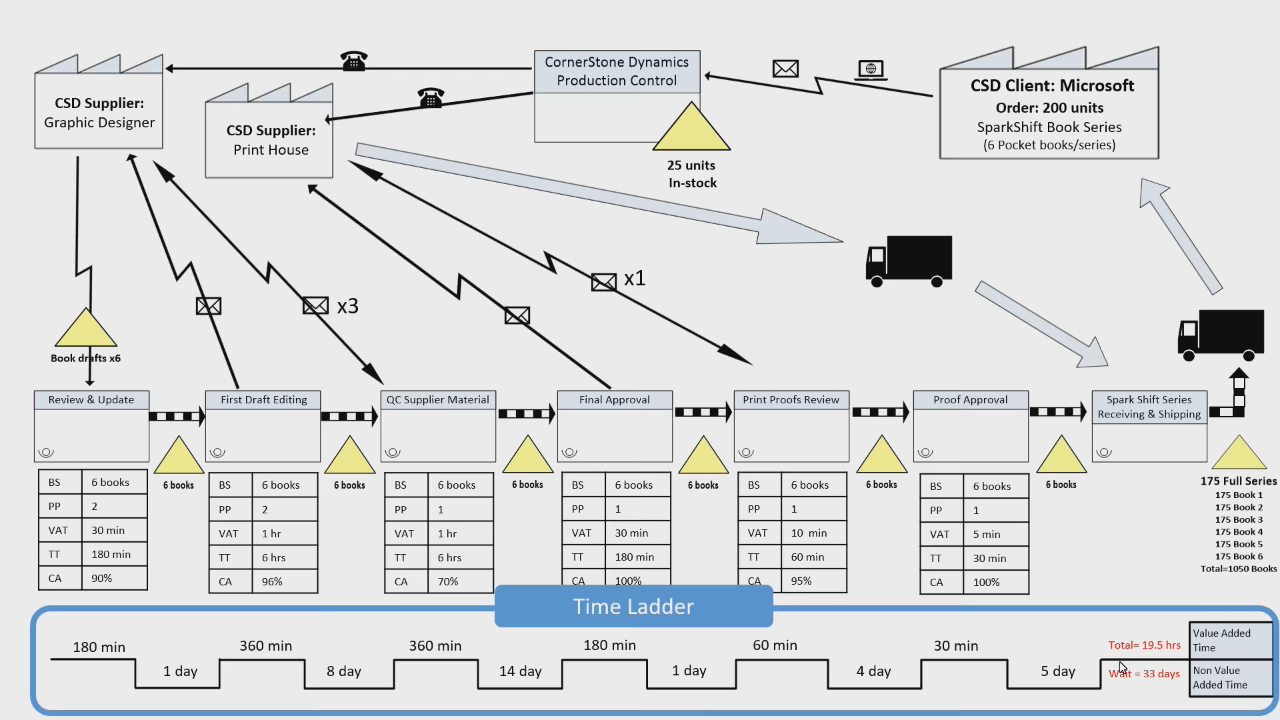 CornerStone Dynamics
Production Control
CSD Client: Microsoft
Order: 200 units
SparkShift Book Series
(6 Pocket books/series)
CSD Supplier:
Graphic Designer
CSD Supplier:
Print House
25 units
In-stock
x1
x3
Book drafts x6
Review & Update
First Draft Editing
QC Supplier Material
Final Approval
Print Proofs Review
Proof Approval
Spark Shift Series
Receiving & Shipping
6 books
6 books
6 books
6 books
6 books
6 books
BS 6 books
PP 2
VAT 30 min
TT 180 min
CA 90%
BS 6 books
PP 2
VAT 1 hr
TT 6 hrs
CA 96%
BS 6 books
PP 1
VAT 1 hr
TT 6 hrs
CA 70%
BS 6 books
PP 1
VAT 30 min
TT 180 min
CA 100%
BS 6 books
PP 1
VAT 10 min
TT 60 min
CA 95%
BS 6 books
PP 1
VAT 5 min
TT 30 min
CA 100%
175 Full Series
175 Book 1
175 Book 2
175 Book 3
175 Book 4
175 Book 5
175 Book 6
Total=1050 Books
Time Ladder
180 min 360 min 360 min 180 min 60 min 30 min
1 day 8 day 14 day 1 day 4 day 5 day
Total= 19.5 hrs
Wait = 33 days
Value Added
Time
Non Value
Added Time